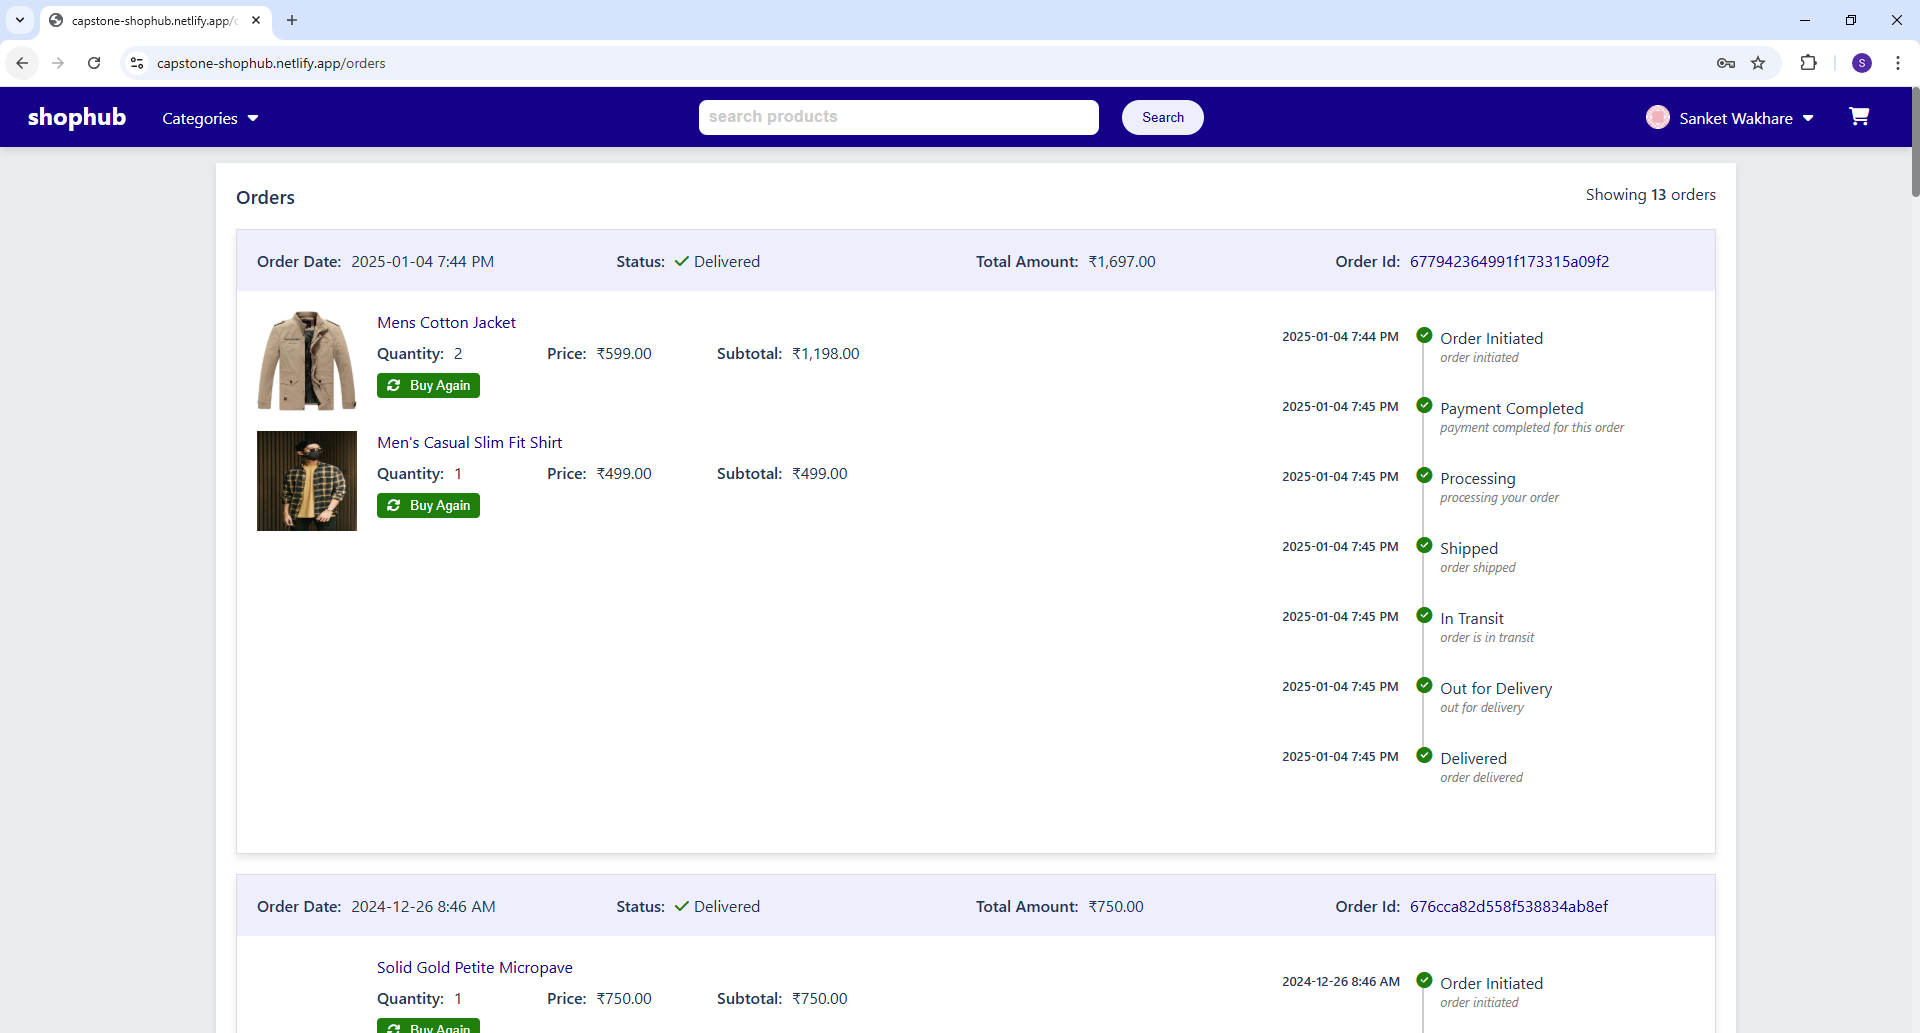 capstone-shophub.netlify.app/
capstone-shophub.netlify.app/orders
S
shophub
Categories
search products
Search
Sanket Wakhare
Orders
Showing 13 orders
Order Date: 2025-01-04 7:44 PM
Status: Delivered
Total Amount: ₹1,697.00
Order Id: 677942364991f173315a09f2
Mens Cotton Jacket
Quantity: 2
Price: ₹599.00
Subtotal: ₹1,198.00
Buy Again
Men's Casual Slim Fit Shirt
Quantity: 1
Price: ₹499.00
Subtotal: ₹499.00
Buy Again
2025-01-04 7:44 PM
Order Initiated
order initiated
2025-01-04 7:45 PM
Payment Completed
payment completed for this order
2025-01-04 7:45 PM
Processing
processing your order
2025-01-04 7:45 PM
Shipped
order shipped
2025-01-04 7:45 PM
In Transit
order is in transit
2025-01-04 7:45 PM
Out for Delivery
out for delivery
2025-01-04 7:45 PM
Delivered
order delivered
Order Date: 2024-12-26 8:46 AM
Status: Delivered
Total Amount: ₹750.00
Order Id: 676cca82d558f538834ab8ef
Solid Gold Petite Micropave
Quantity: 1
Price: ₹750.00
Subtotal: ₹750.00
Buy Again
2024-12-26 8:46 AM
Order Initiated
order initiated